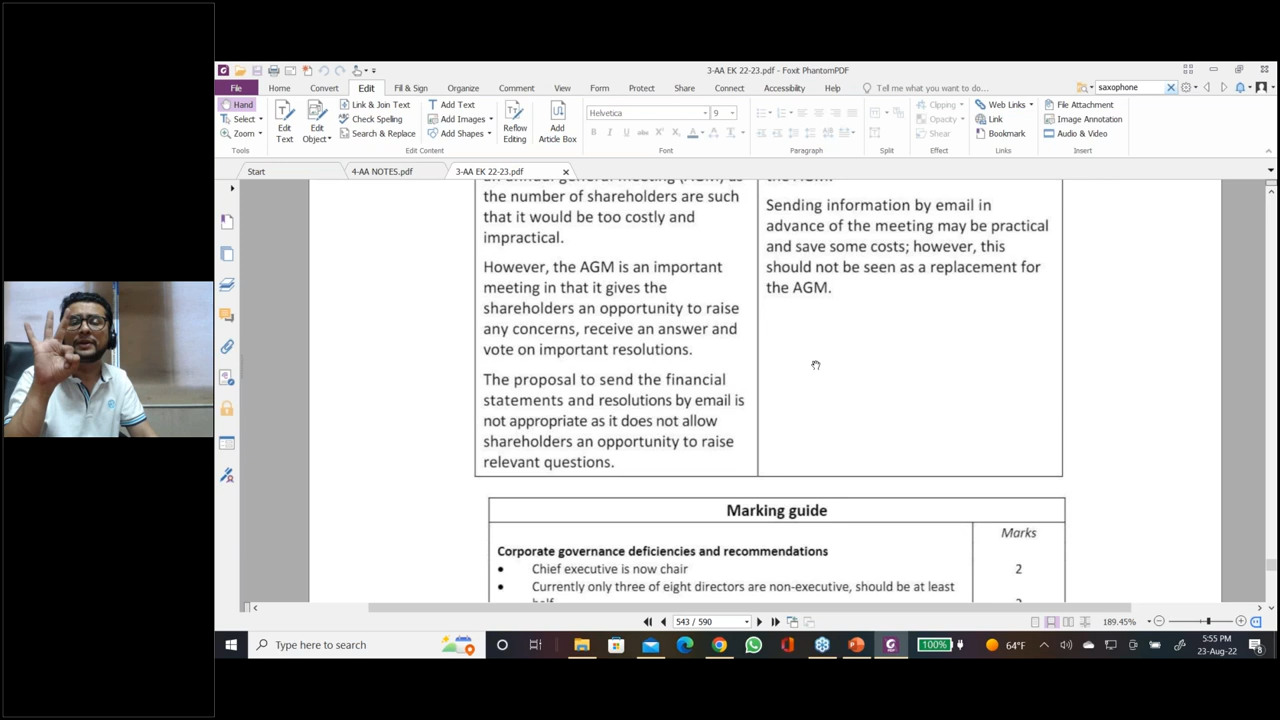 3-AA EK 22-23.pdf - Foxit PhantomPDF
File Home Convert Edit Fill & Sign Organize Comment View Form Protect Share Connect Accessibility Help Tell me what you want to do... saxophone
Hand
Select
Zoom
Tools
Edit Text
Edit Object
Link & Join Text
Check Spelling
Search & Replace
Edit Content
Add Text
Add Images
Add Shapes
Reflow Editing
Add Article Box
Helvetica 9
Font
Paragraph
Split
Clipping
Opacity
Shear
Effect
Web Links
Link
Bookmark
Links
File Attachment
Image Annotation
Audio & Video
Insert
Start 4-AA NOTES.pdf 3-AA EK 22-23.pdf
the number of shareholders are such
that it would be too costly and
impractical.
However, the AGM is an important
meeting in that it gives the
shareholders an opportunity to raise
any concerns, receive an answer and
vote on important resolutions.
The proposal to send the financial
statements and resolutions by email is
not appropriate as it does not allow
shareholders an opportunity to raise
relevant questions.
the AGM.
Sending information by email in
advance of the meeting may be practical
and save some costs; however, this
should not be seen as a replacement for
the AGM.
Marking guide
Marks
Corporate governance deficiencies and recommendations
• Chief executive is now chair 2
• Currently only three of eight directors are non-executive, should be at least
543 / 590
189.45%
Type here to search
100%
64°F
5:55 PM
23-Aug-22